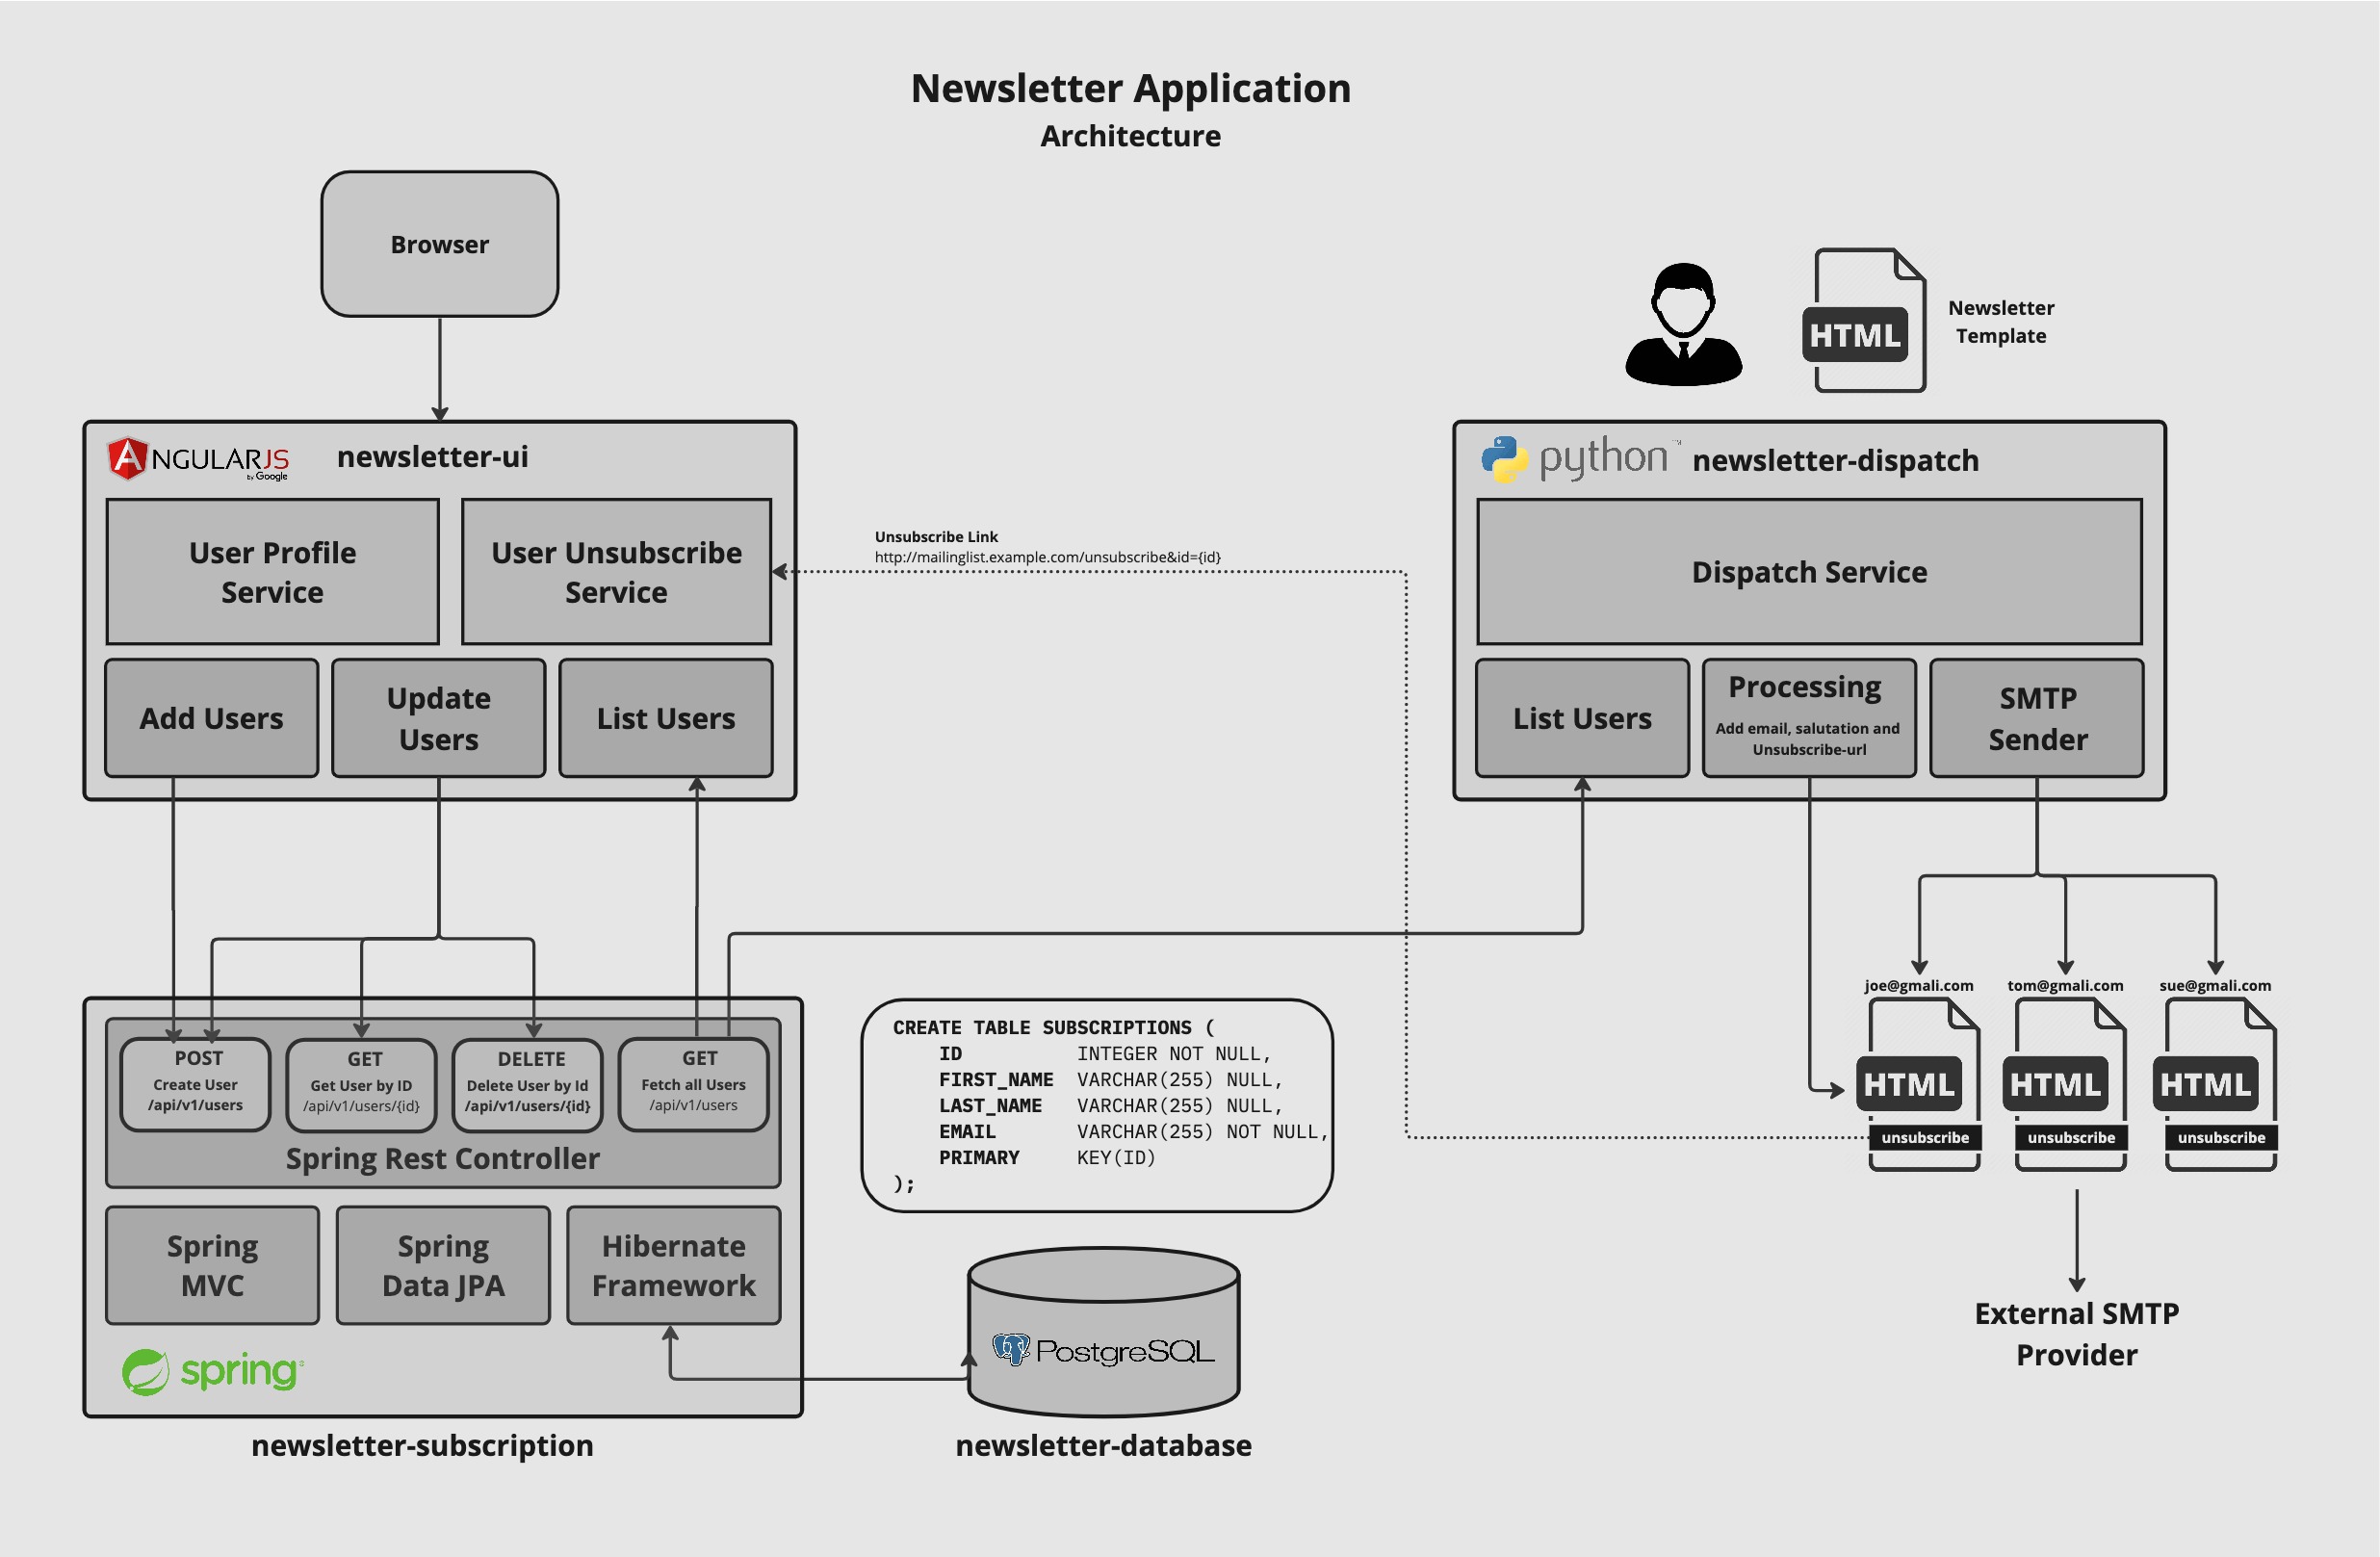 Newsletter Application
Architecture
Browser
HTML
Newsletter
Template
ANGULARJS
by Google
newsletter-ui
User Profile
Service
User Unsubscribe
Service
Add Users
Update
Users
List Users
Unsubscribe Link
http://mailinglist.example.com/unsubscribe&id={id}
python™
newsletter-dispatch
Dispatch Service
List Users
Processing
Add email, salutation and
Unsubscribe-url
SMTP
Sender
POST
Create User
/api/v1/users
GET
Get User by ID
/api/v1/users/{id}
DELETE
Delete User by Id
/api/v1/users/{id}
GET
Fetch all Users
/api/v1/users
Spring Rest Controller
Spring
MVC
Spring
Data JPA
Hibernate
Framework
spring
newsletter-subscription
CREATE TABLE SUBSCRIPTIONS (
ID INTEGER NOT NULL,
FIRST_NAME VARCHAR(255) NULL,
LAST_NAME VARCHAR(255) NULL,
EMAIL VARCHAR(255) NOT NULL,
PRIMARY KEY(ID)
);
PostgreSQL
newsletter-database
joe@gmali.com
HTML
unsubscribe
tom@gmali.com
HTML
unsubscribe
sue@gmali.com
HTML
unsubscribe
External SMTP
Provider